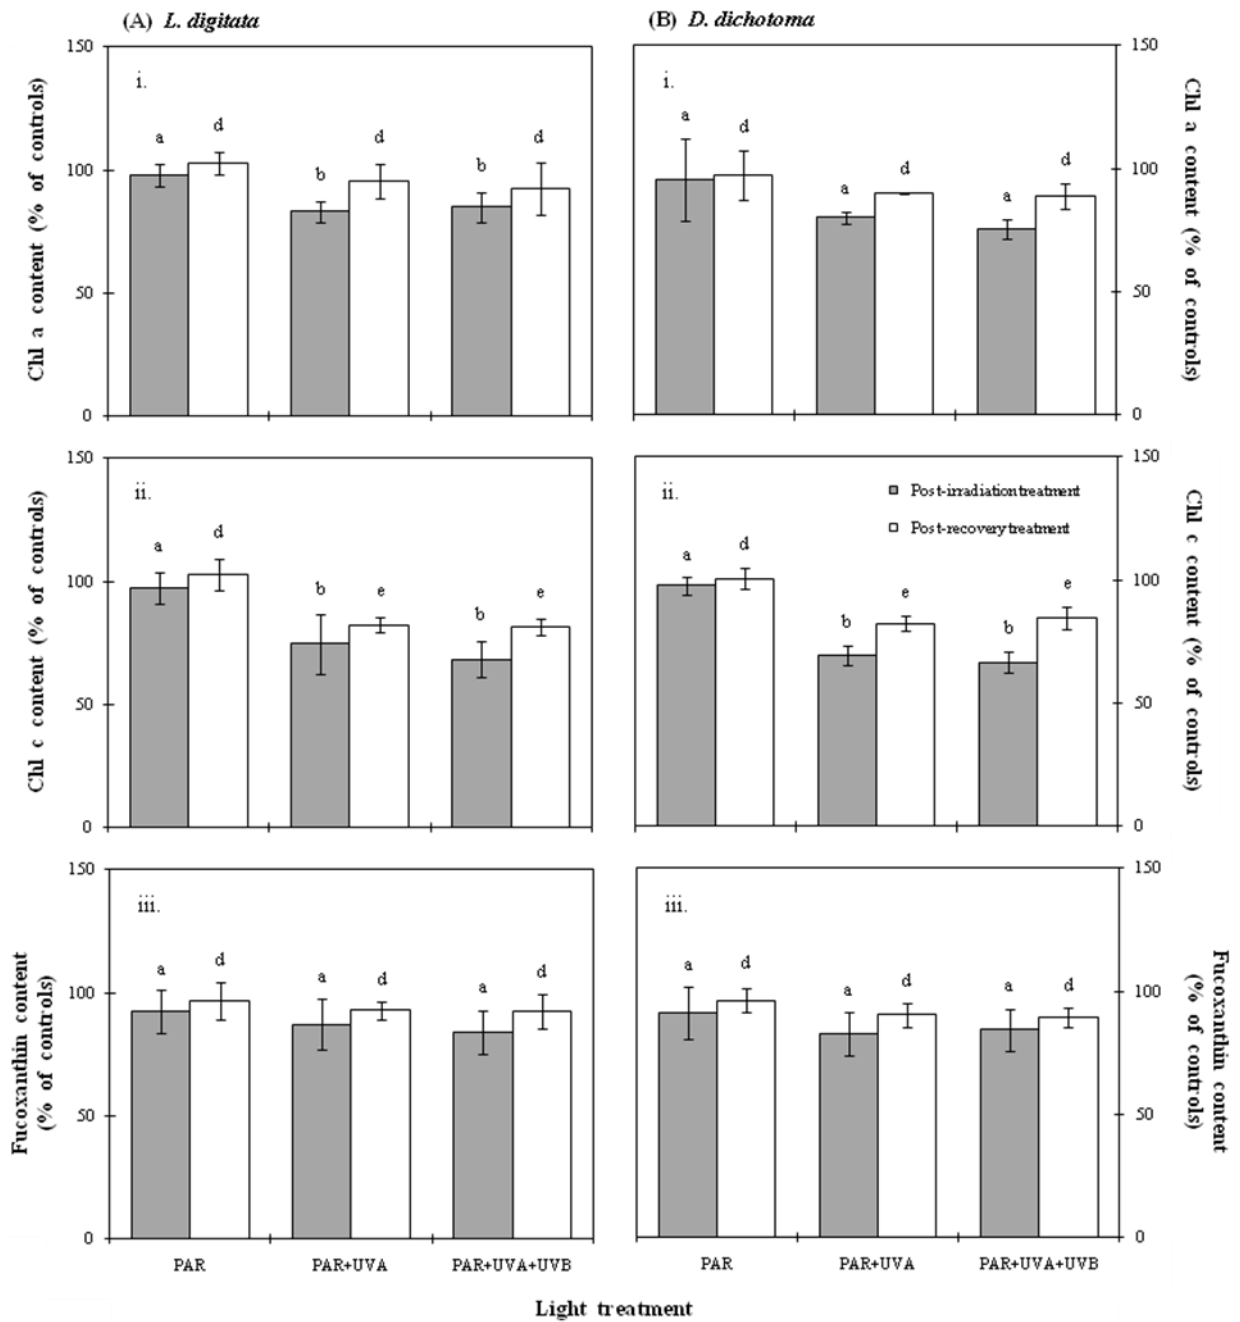 (A) L. digitata
(B) D. dichotoma
150
100
50
0
Chl a content (% of controls)
i.
a
d
b
d
b
d
i.
a
d
a
d
a
d
150
100
50
0
Chl a content (% of controls)
150
100
50
0
Chl c content (% of controls)
ii.
a
d
b
e
b
e
ii.
Post-irradiation treatment
Post-recovery treatment
a
d
b
e
b
e
150
100
50
0
Chl c content (% of controls)
150
100
50
0
Fucoxanthin content
(% of controls)
iii.
a
d
a
d
a
d
iii.
a
d
a
d
a
d
150
100
50
0
Fucoxanthin content
(% of controls)
PAR
PAR+UVA
PAR+UVA+UVB
PAR
PAR+UVA
PAR+UVA+UVB
Light treatment